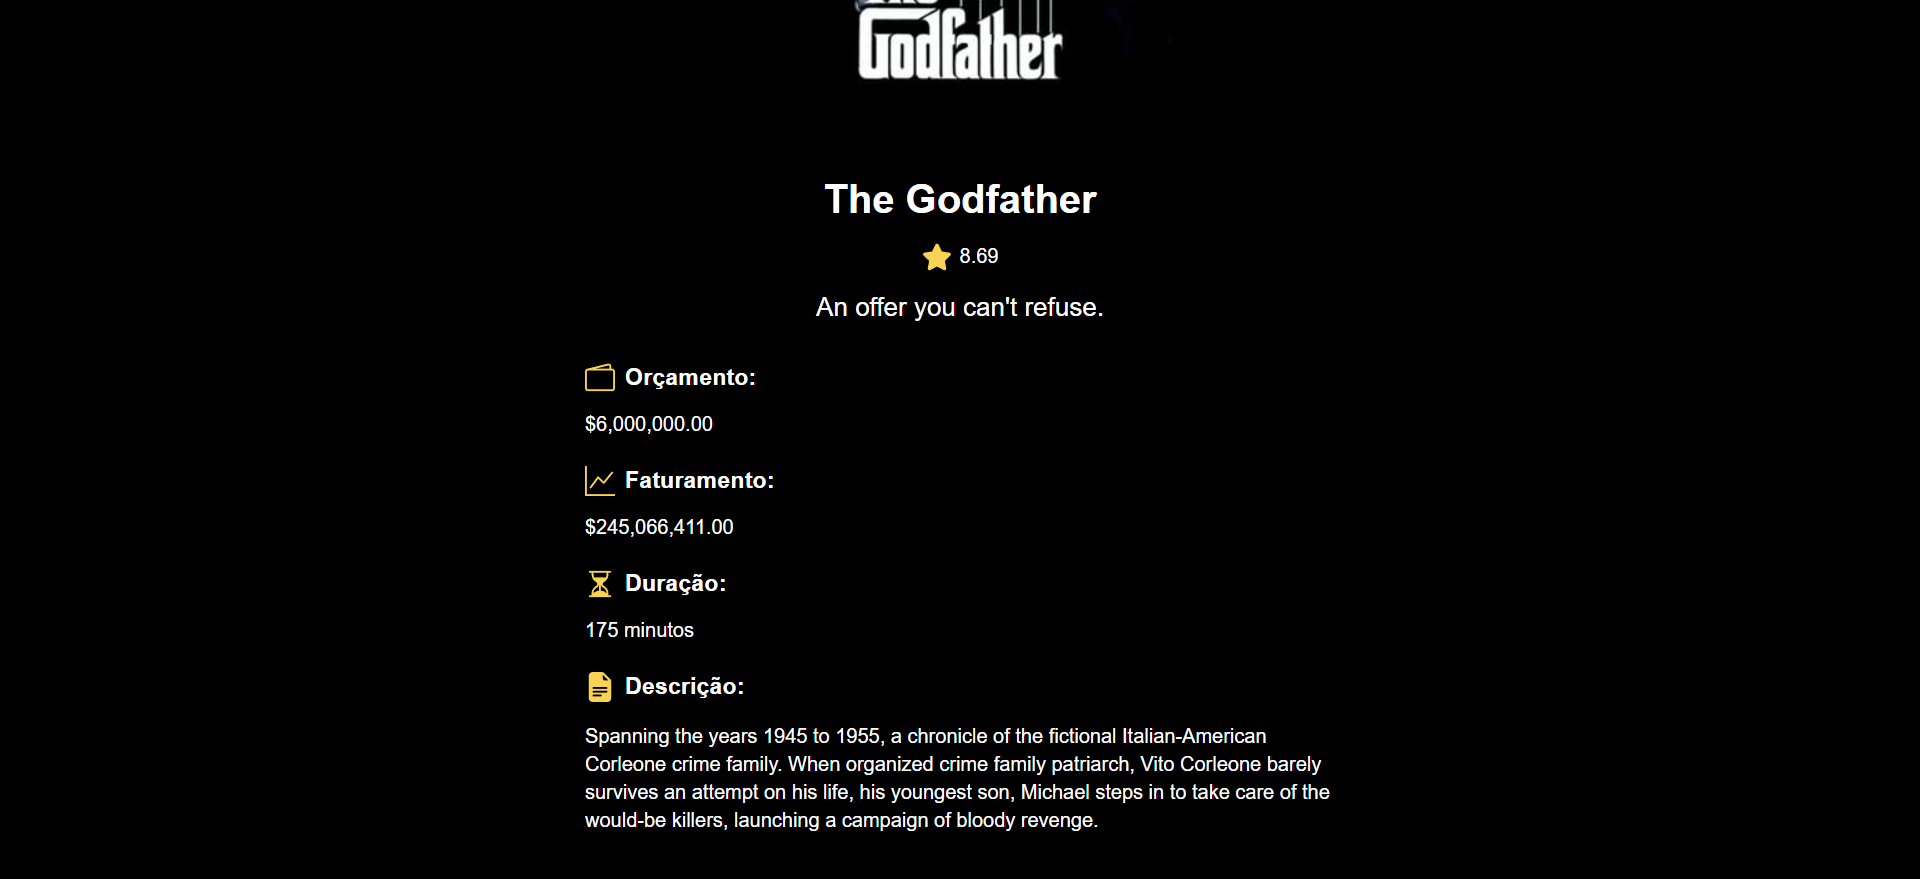 Godfather
The Godfather
8.69
An offer you can't refuse.
Orçamento:
$6,000,000.00
Faturamento:
$245,066,411.00
Duração:
175 minutos
Descrição:
Spanning the years 1945 to 1955, a chronicle of the fictional Italian-American
Corleone crime family. When organized crime family patriarch, Vito Corleone barely
survives an attempt on his life, his youngest son, Michael steps in to take care of the
would-be killers, launching a campaign of bloody revenge.